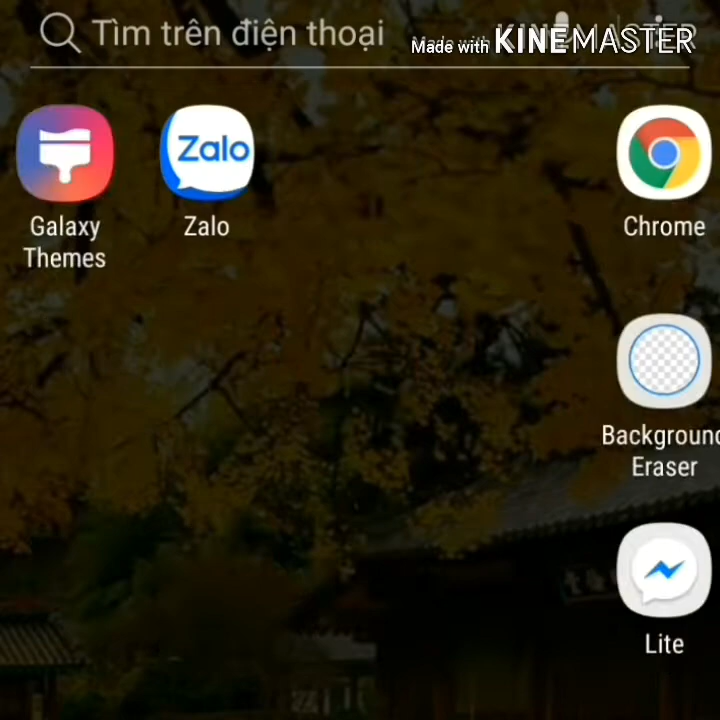 Tìm trên điện thoại
Made with KINEMASTER
Zalo
Galaxy
Themes
Zalo
Chrome
Background
Eraser
Lite